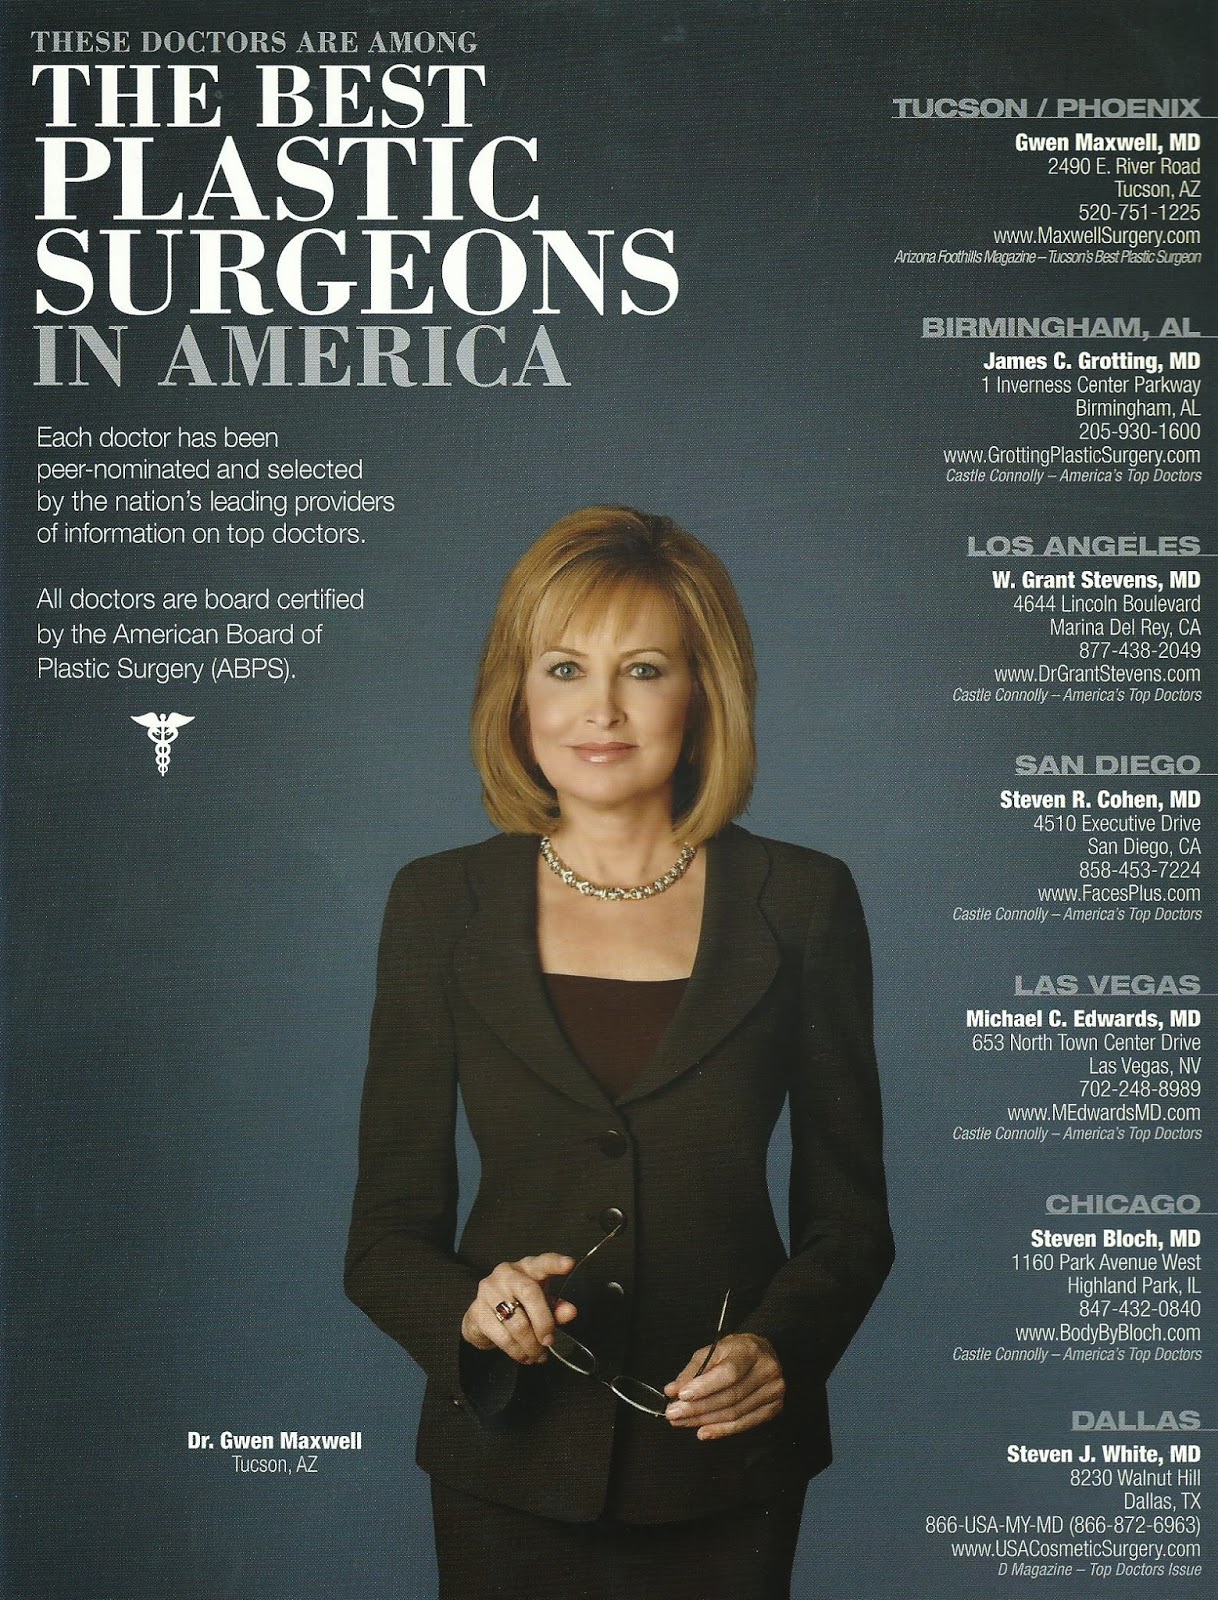 THESE DOCTORS ARE AMONG
THE BEST
PLASTIC
SURGEONS
IN AMERICA
Each doctor has been
peer-nominated and selected
by the nation's leading providers
of information on top doctors.
All doctors are board certified
by the American Board of
Plastic Surgery (ABPS).
Dr. Gwen Maxwell
Tucson, AZ
TUCSON / PHOENIX
Gwen Maxwell, MD
2490 E. River Road
Tucson, AZ
520-751-1225
www.MaxwellSurgery.com
Arizona Foothills Magazine – Tucson's Best Plastic Surgeon
BIRMINGHAM, AL
James C. Grotting, MD
1 Inverness Center Parkway
Birmingham, AL
205-930-1600
www.GrottingPlasticSurgery.com
Castle Connolly – America's Top Doctors
LOS ANGELES
W. Grant Stevens, MD
4644 Lincoln Boulevard
Marina Del Rey, CA
877-438-2049
www.DrGrantStevens.com
Castle Connolly – America's Top Doctors
SAN DIEGO
Steven R. Cohen, MD
4510 Executive Drive
San Diego, CA
858-453-7224
www.FacesPlus.com
Castle Connolly – America's Top Doctors
LAS VEGAS
Michael C. Edwards, MD
653 North Town Center Drive
Las Vegas, NV
702-248-8989
www.MEdwardsMD.com
Castle Connolly – America's Top Doctors
CHICAGO
Steven Bloch, MD
1160 Park Avenue West
Highland Park, IL
847-432-0840
www.BodyByBloch.com
Castle Connolly – America's Top Doctors
DALLAS
Steven J. White, MD
8230 Walnut Hill
Dallas, TX
866-USA-MY-MD (866-872-6963)
www.USACosmeticSurgery.com
D Magazine – Top Doctors Issue